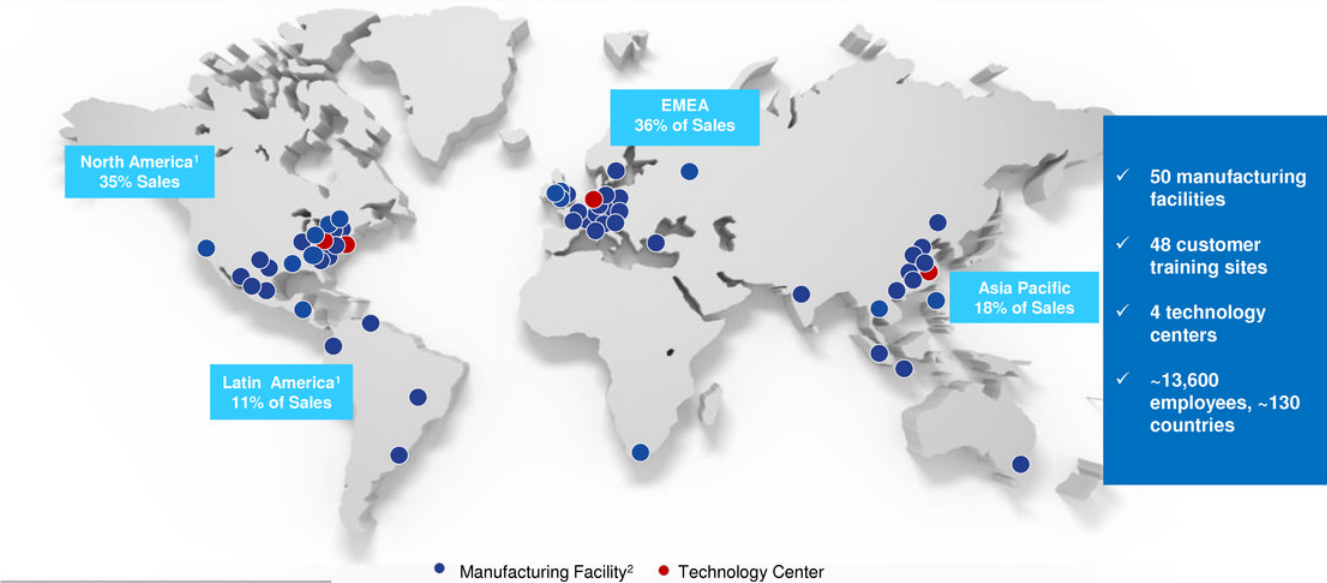 EMEA
36% of Sales
North America¹
35% Sales
Asia Pacific
18% of Sales
Latin America¹
11% of Sales
✓ 50 manufacturing
facilities
✓ 48 customer
training sites
✓ 4 technology
centers
✓ ~13,600
employees, ~130
countries
Manufacturing Facility² Technology Center